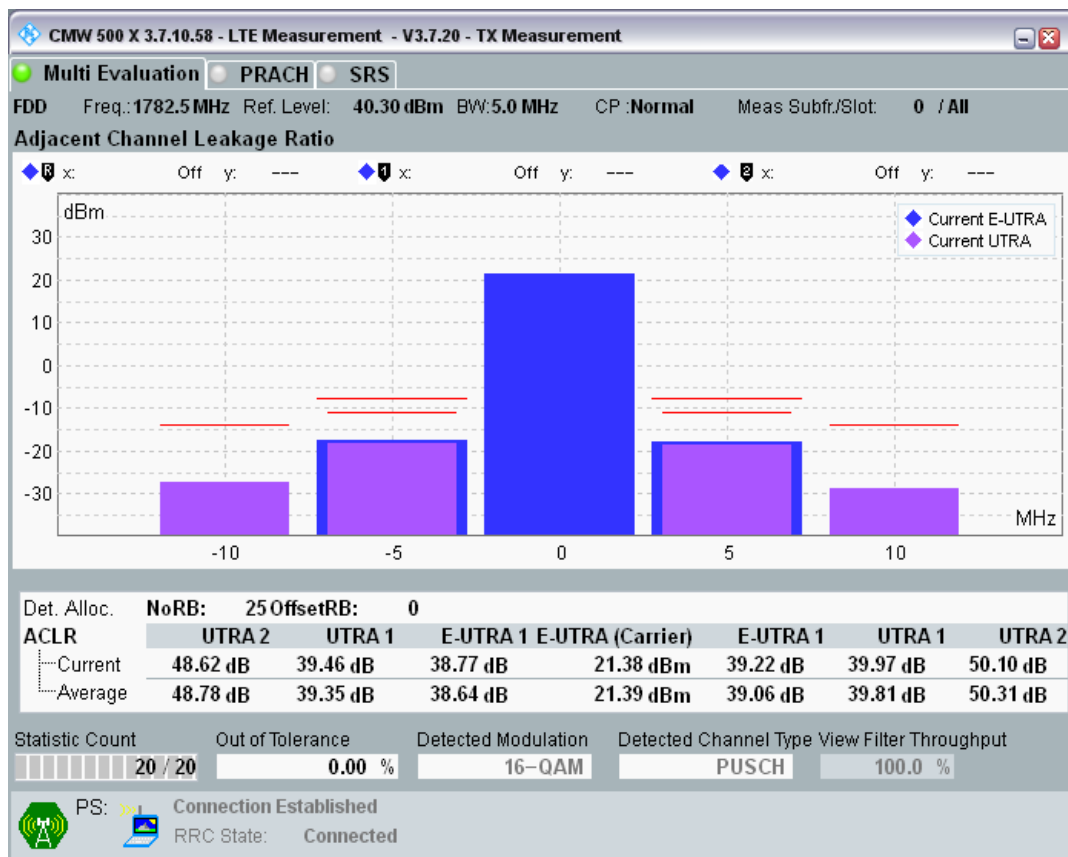 CMW 500 X 3.7.10.58 - LTE Measurement - V3.7.20 - TX Measurement
Multi Evaluation PRACH SRS
FDD Freq.:1782.5 MHz Ref. Level: 40.30 dBm BW:5.0 MHz CP :Normal Meas Subfr./Slot: 0 / All
Adjacent Channel Leakage Ratio
R x: Off y: --- 1 x: Off y: --- 2 x: Off y: ---
dBm
Current E-UTRA
Current UTRA
30
20
10
0
-10
-20
-30
MHz
-10 -5 0 5 10
Det. Alloc. NoRB: 25 OffsetRB: 0
ACLR UTRA 2 UTRA 1 E-UTRA 1 E-UTRA (Carrier) E-UTRA 1 UTRA 1 UTRA 2
Current 48.62 dB 39.46 dB 38.77 dB 21.38 dBm 39.22 dB 39.97 dB 50.10 dB
Average 48.78 dB 39.35 dB 38.64 dB 21.39 dBm 39.06 dB 39.81 dB 50.31 dB
Statistic Count Out of Tolerance Detected Modulation Detected Channel Type View Filter Throughput
20 / 20 0.00 % 16-QAM PUSCH 100.0 %
PS: Connection Established
RRC State: Connected